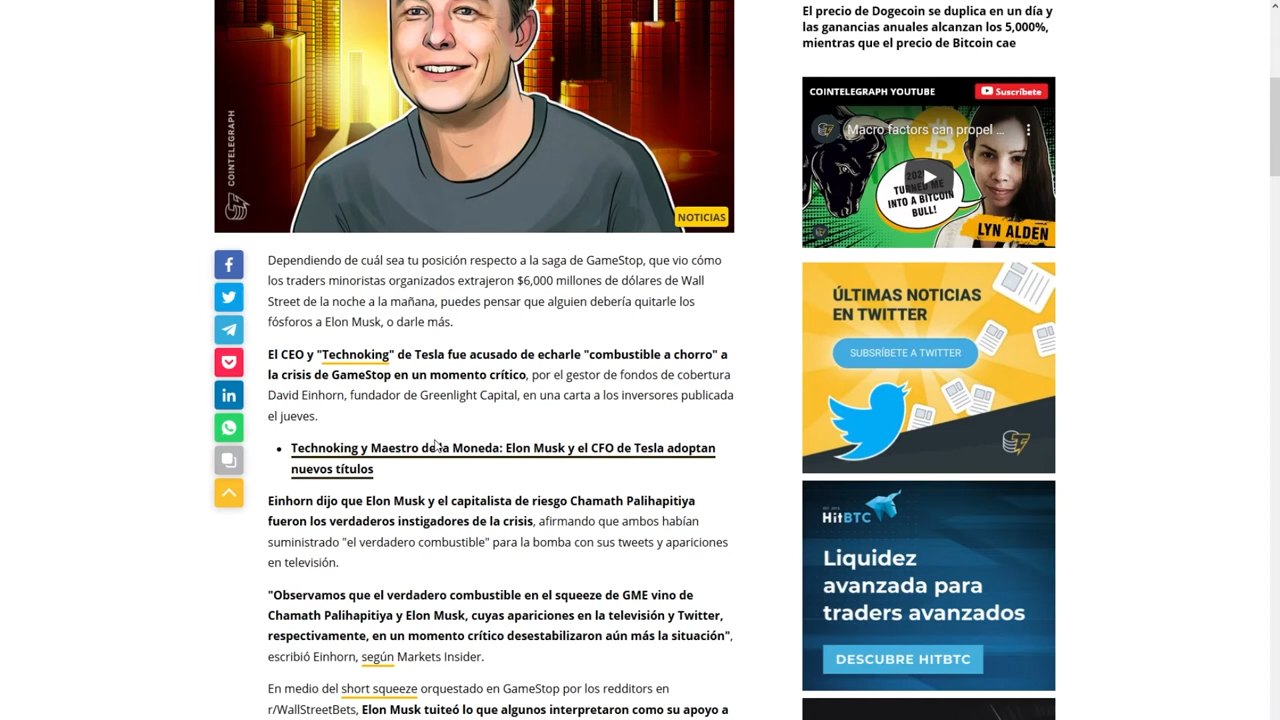 COINTELEGRAPH
NOTICIAS
Dependiendo de cuál sea tu posición respecto a la saga de GameStop, que vio cómo
los traders minoristas organizados extrajeron $6,000 millones de dólares de Wall
Street de la noche a la mañana, puedes pensar que alguien debería quitarle los
fósforos a Elon Musk, o darle más.
El CEO y "Technoking" de Tesla fue acusado de echarle "combustible a chorro" a
la crisis de GameStop en un momento crítico, por el gestor de fondos de cobertura
David Einhorn, fundador de Greenlight Capital, en una carta a los inversores publicada
el jueves.
• Technoking y Maestro de la Moneda: Elon Musk y el CFO de Tesla adoptan
nuevos títulos
Einhorn dijo que Elon Musk y el capitalista de riesgo Chamath Palihapitiya
fueron los verdaderos instigadores de la crisis, afirmando que ambos habían
suministrado "el verdadero combustible" para la bomba con sus tweets y apariciones
en televisión.
"Observamos que el verdadero combustible en el squeeze de GME vino de
Chamath Palihapitiya y Elon Musk, cuyas apariciones en la televisión y Twitter,
respectivamente, en un momento crítico desestabilizaron aún más la situación",
escribió Einhorn, según Markets Insider.
En medio del short squeeze orquestado en GameStop por los redditors en
r/WallStreetBets, Elon Musk tuiteó lo que algunos interpretaron como su apoyo a
El precio de Dogecoin se duplica en un día y
las ganancias anuales alcanzan los 5,000%,
mientras que el precio de Bitcoin cae
COINTELEGRAPH YOUTUBE
Suscríbete
Macro factors can propel ...
TURNED ME
INTO A BITCOIN
BULL!
LYN ALDEN
ÚLTIMAS NOTICIAS
EN TWITTER
SUBSRÍBETE A TWITTER
HitBTC
Liquidez
avanzada para
traders avanzados
DESCUBRE HITBTC